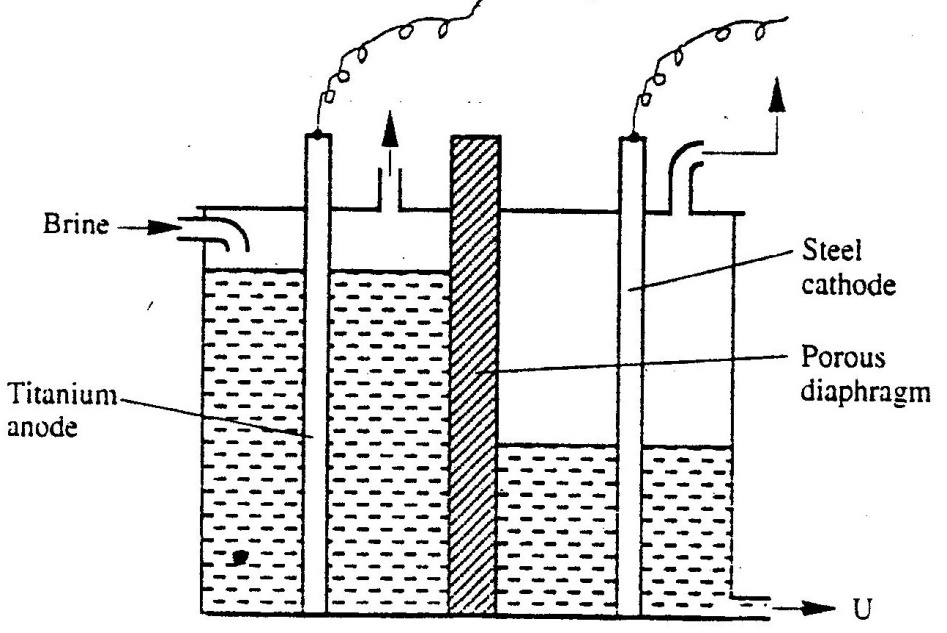 Brine
Steel
cathode
Porous
diaphragm
Titanium
anode
U